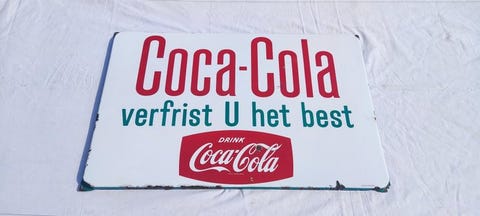 Coca-Cola
verfrist U het best
DRINK
Coca-Cola